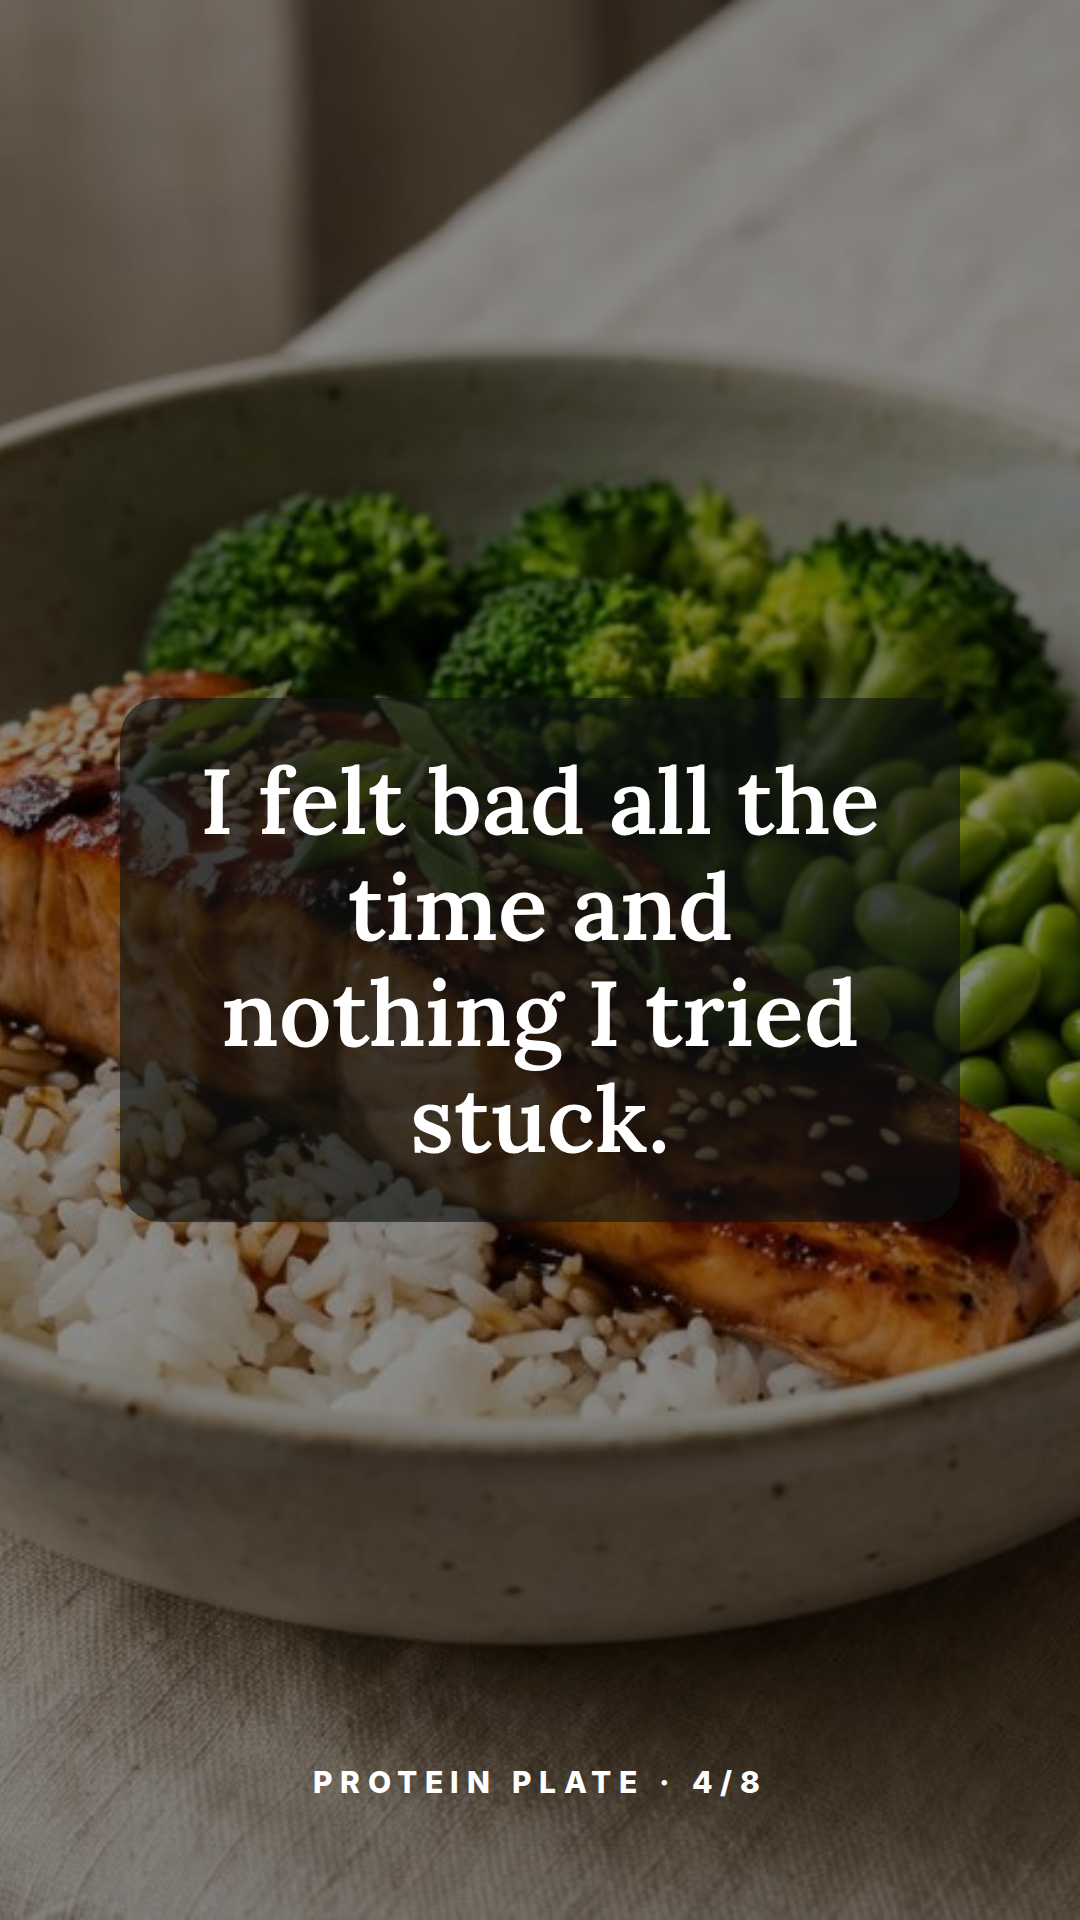 I felt bad all the
time and
nothing I tried
stuck.
PROTEIN PLATE · 4/8